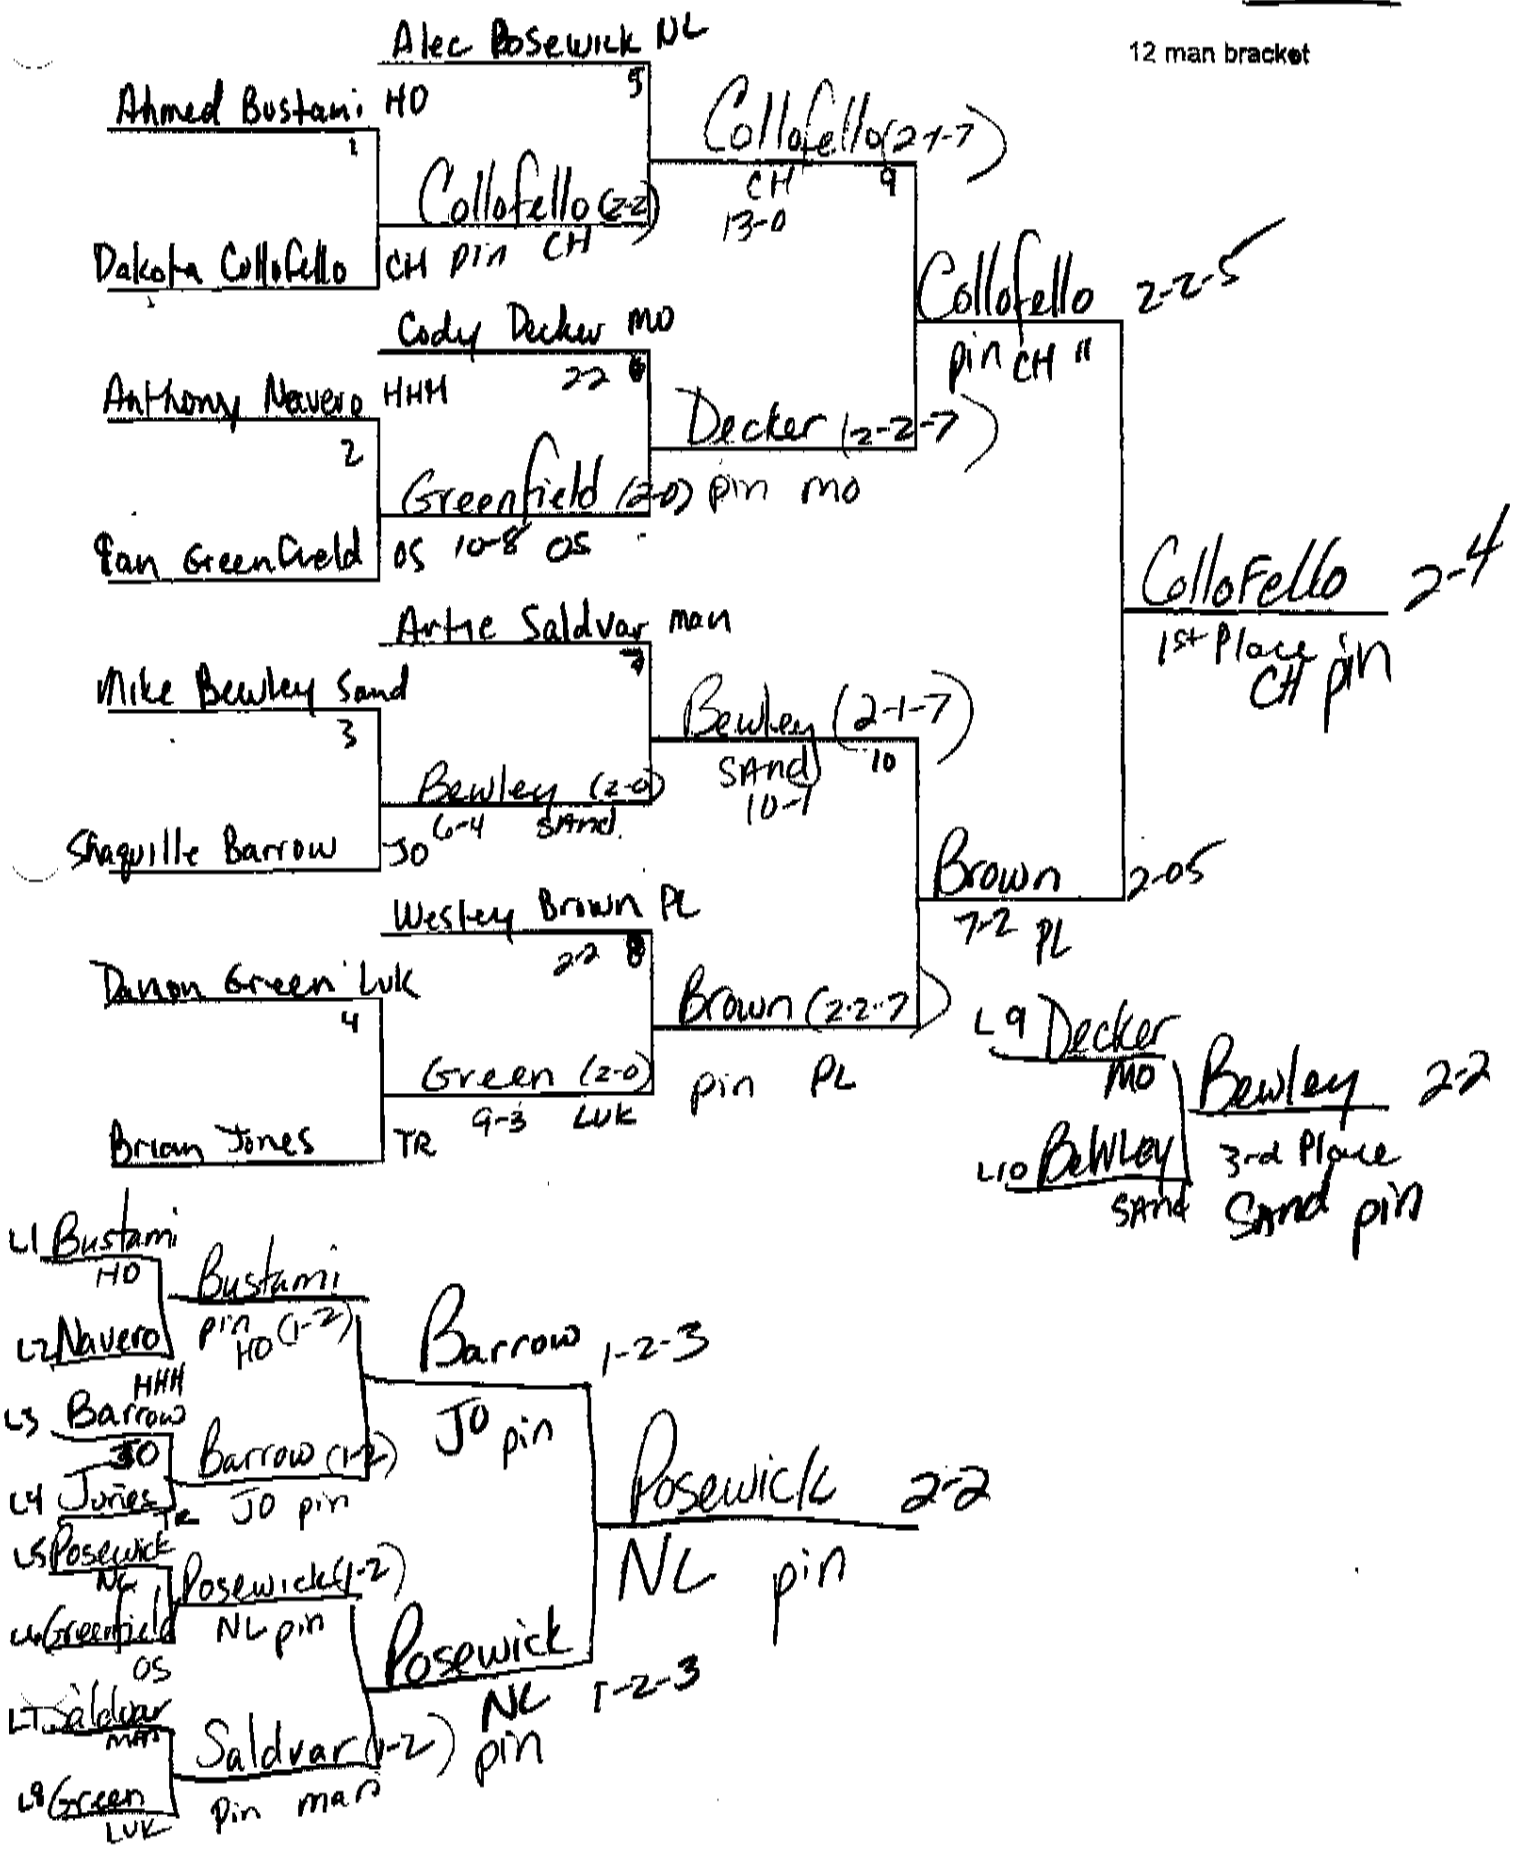 12 man bracket
Alec Posewick NL
5
Ahmed Bustami HO
1
Collofello (2-1-7)
CH 9
13-0
Collofello (2-2)
Dakota Collofello CH pin CH
Collofello 2-2-5
pin CH 11
Cody Decker MO
2-2 6
Anthony Navero HHH
2
Decker (2-2-7)
pin MO
Greenfield (2-0)
Ian Greenfield OS 10-8 OS
Collofello 2-4
1st Place
CH pin
Artie Saldvar man
7
Mike Bewley Sand
3
Bewley (2-1-7)
Sand 10
10-1
Bewley (2-0)
6-4 Sand
Shaquille Barrow JO
Brown 2-05
7-2 PL
Wesley Brown PL
2-2 8
Damon Green Luk
4
Brown (2-2-7)
pin PL
Green (2-0)
9-3 LUK
Brian Jones TR
L9 Decker
MO
Bewley 2-2
3rd Place
Sand pin
L10 Bewley
Sand
L1 Bustami
HO
Bustami
pin HO (1-2)
L2 Navero
HHH
Barrow 1-2-3
JO pin
L3 Barrow
JO
Barrow (1-2)
JO pin
L4 Jones
TR
Posewick 2-2
NL pin
L5 Posewick
NL
Posewick (1-2)
NL pin
L6 Greenfield
OS
Posewick 1-2-3
NL
pin
L7 Saldvar
man
Saldvar (1-2)
pin man
L8 Green
LUK